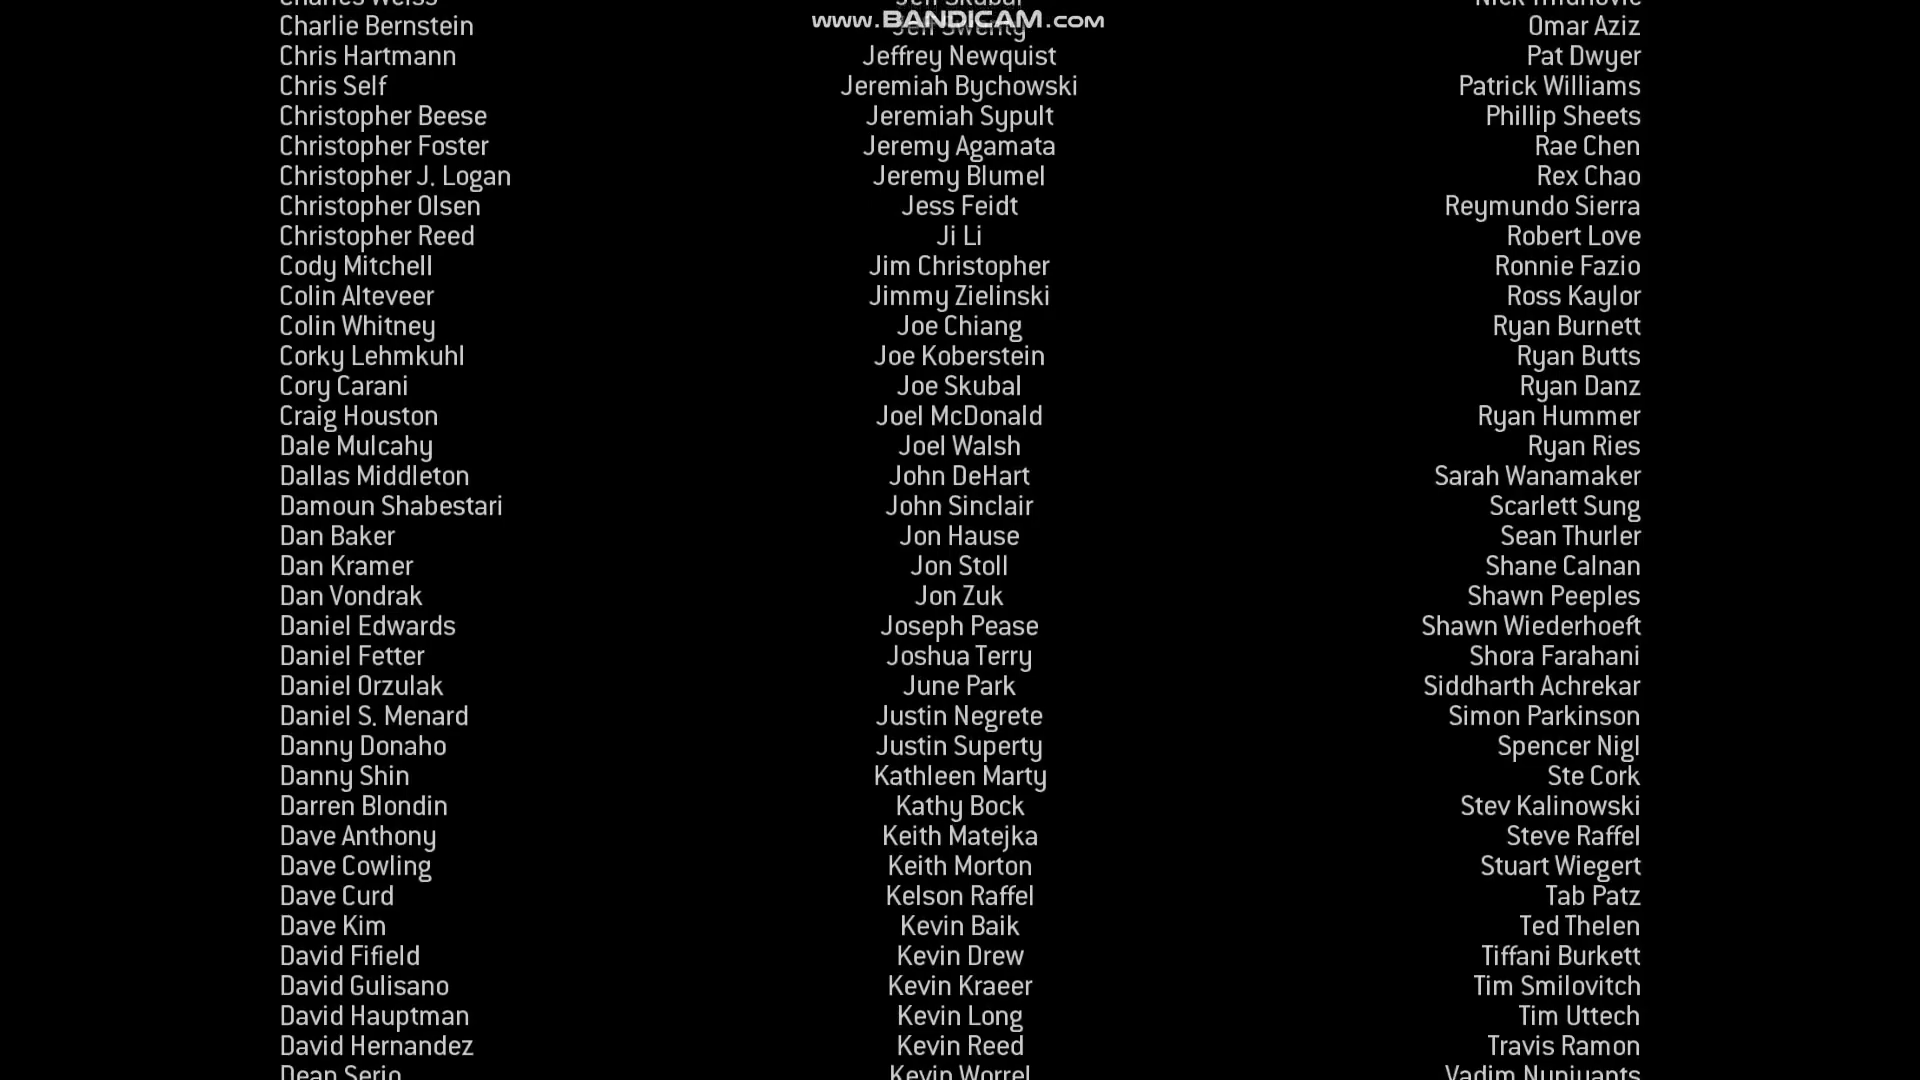 www.BANDICAM.com
Charles Weiss
Charlie Bernstein
Chris Hartmann
Chris Self
Christopher Beese
Christopher Foster
Christopher J. Logan
Christopher Olsen
Christopher Reed
Cody Mitchell
Colin Alteveer
Colin Whitney
Corky Lehmkuhl
Cory Carani
Craig Houston
Dale Mulcahy
Dallas Middleton
Damoun Shabestari
Dan Baker
Dan Kramer
Dan Vondrak
Daniel Edwards
Daniel Fetter
Daniel Orzulak
Daniel S. Menard
Danny Donaho
Danny Shin
Darren Blondin
Dave Anthony
Dave Cowling
Dave Curd
Dave Kim
David Fifield
David Gulisano
David Hauptman
David Hernandez
Dean Serio
Jen Skubal
Jen Swenty
Jeffrey Newquist
Jeremiah Bychowski
Jeremiah Sypult
Jeremy Agamata
Jeremy Blumel
Jess Feidt
Ji Li
Jim Christopher
Jimmy Zielinski
Joe Chiang
Joe Koberstein
Joe Skubal
Joel McDonald
Joel Walsh
John DeHart
John Sinclair
Jon Hause
Jon Stoll
Jon Zuk
Joseph Pease
Joshua Terry
June Park
Justin Negrete
Justin Superty
Kathleen Marty
Kathy Bock
Keith Matejka
Keith Morton
Kelson Raffel
Kevin Baik
Kevin Drew
Kevin Kraeer
Kevin Long
Kevin Reed
Kevin Worrel
Nick
Omar Aziz
Pat Dwyer
Patrick Williams
Phillip Sheets
Rae Chen
Rex Chao
Reymundo Sierra
Robert Love
Ronnie Fazio
Ross Kaylor
Ryan Burnett
Ryan Butts
Ryan Danz
Ryan Hummer
Ryan Ries
Sarah Wanamaker
Scarlett Sung
Sean Thurler
Shane Calnan
Shawn Peeples
Shawn Wiederhoeft
Shora Farahani
Siddharth Achrekar
Simon Parkinson
Spencer Nigl
Ste Cork
Stev Kalinowski
Steve Raffel
Stuart Wiegert
Tab Patz
Ted Thelen
Tiffani Burkett
Tim Smilovitch
Tim Uttech
Travis Ramon
Vadim